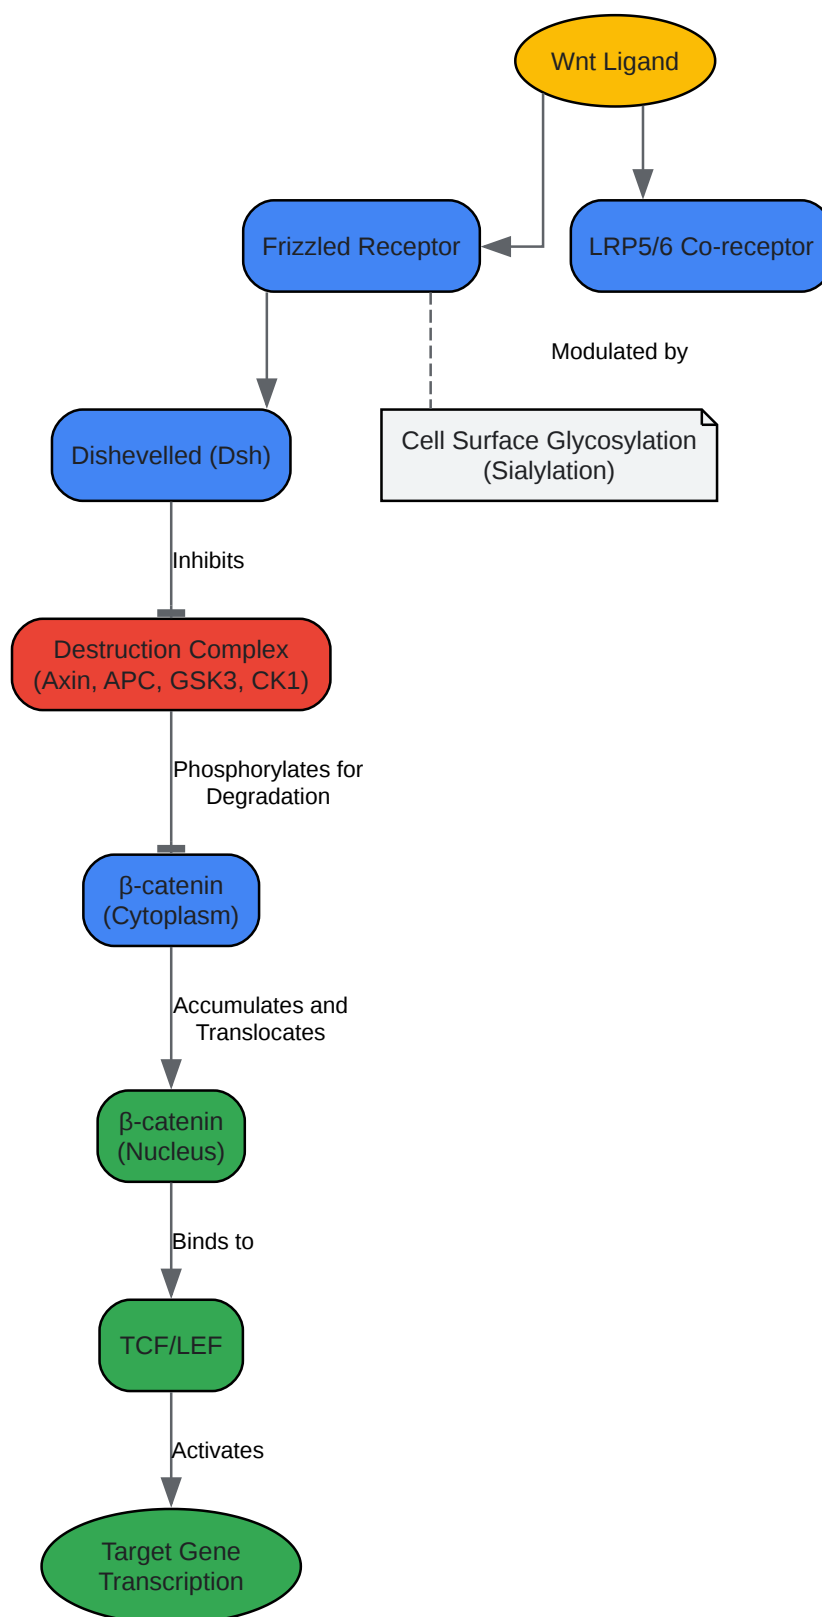 Wnt Ligand
Frizzled Receptor
LRP5/6 Co-receptor
Modulated by
Dishevelled (Dsh)
Cell Surface Glycosylation
(Sialylation)
Inhibits
Destruction Complex
(Axin, APC, GSK3, CK1)
Phosphorylates for
Degradation
β-catenin
(Cytoplasm)
Accumulates and
Translocates
β-catenin
(Nucleus)
Binds to
TCF/LEF
Activates
Target Gene
Transcription